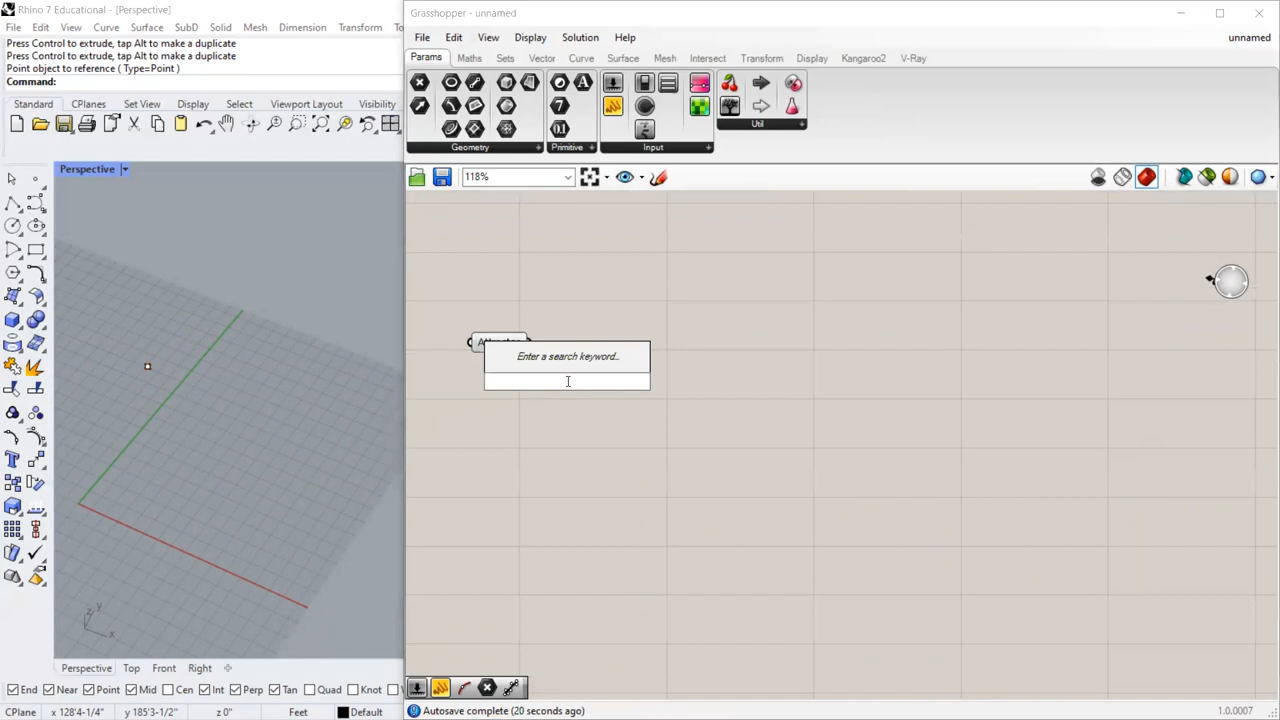 Rhino 7 Educational - [Perspective]
File Edit View Curve Surface SubD Solid Mesh Dimension Transform
Press Control to extrude, tap Alt to make a duplicate
Press Control to extrude, tap Alt to make a duplicate
Point object to reference ( Type=Point )
Command:
Standard CPlanes Set View Display Select Viewport Layout Visibility
Perspective
z y
x
Perspective Top Front Right
End Near Point Mid Cen Int Perp Tan Quad Knot
CPlane x 128'4-1/4" y 185'3-1/2" z 0" Feet Default
Grasshopper - unnamed
File Edit View Display Solution Help unnamed
Params Maths Sets Vector Curve Surface Mesh Intersect Transform Display Kangaroo2 V-Ray
Geometry Primitive Input Util
118%
Enter a search keyword...
Autosave complete (20 seconds ago) 1.0.0007